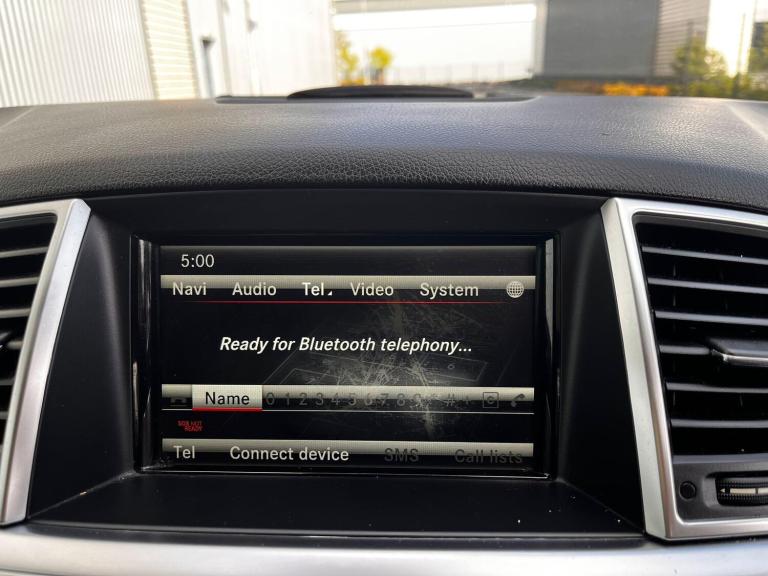 5:00
Navi Audio Tel. Video System
Ready for Bluetooth telephony...
Name 0 1 2 3 4 5 6 7 8 9 * # + C
SOS NOT
READY
Tel Connect device SMS Call lists